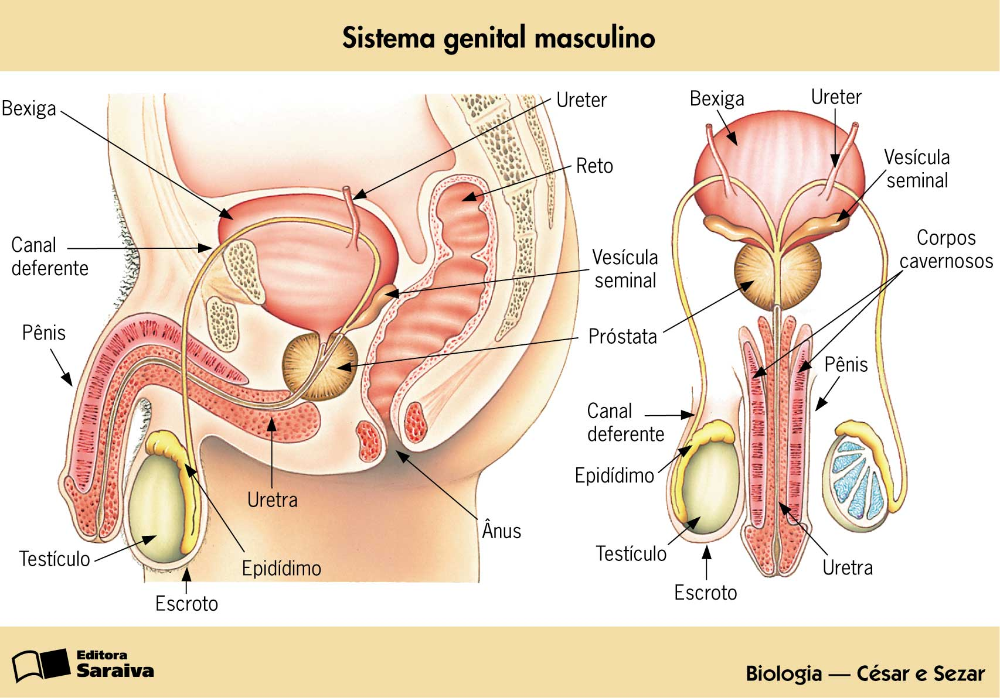 Sistema genital masculino
Bexiga
Ureter
Reto
Canal
deferente
Vesícula
seminal
Pênis
Próstata
Uretra
Ânus
Testículo
Epidídimo
Escroto
Bexiga
Ureter
Vesícula
seminal
Corpos
cavernosos
Pênis
Canal
deferente
Epidídimo
Testículo
Uretra
Escroto
Editora
Saraiva
Biologia — César e Sezar